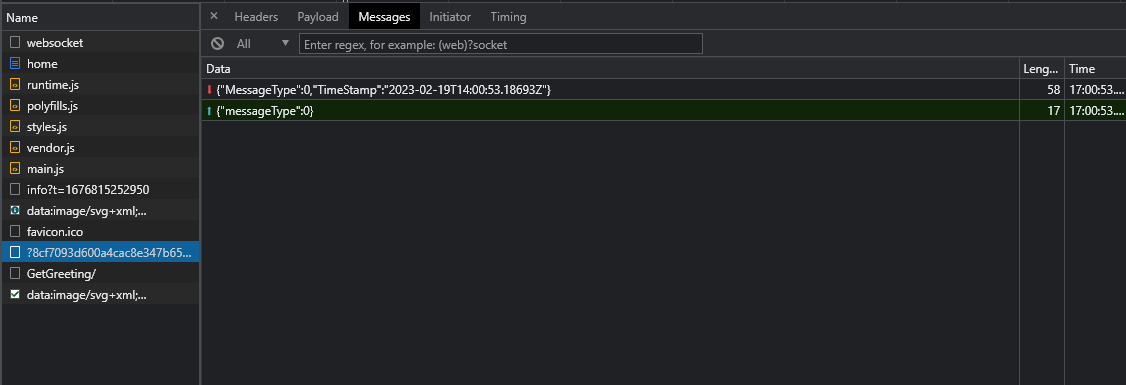 Name
websocket
home
runtime.js
polyfills.js
styles.js
vendor.js
main.js
info?t=1676815252950
data:image/svg+xml;...
favicon.ico
?8cf7093d600a4cac8e347b65...
GetGreeting/
data:image/svg+xml;...
× Headers Payload Messages Initiator Timing
All Enter regex, for example: (web)?socket
Data Leng... Time
{"MessageType":0,"TimeStamp":"2023-02-19T14:00:53.18693Z"} 58 17:00:53....
{"messageType":0} 17 17:00:53....